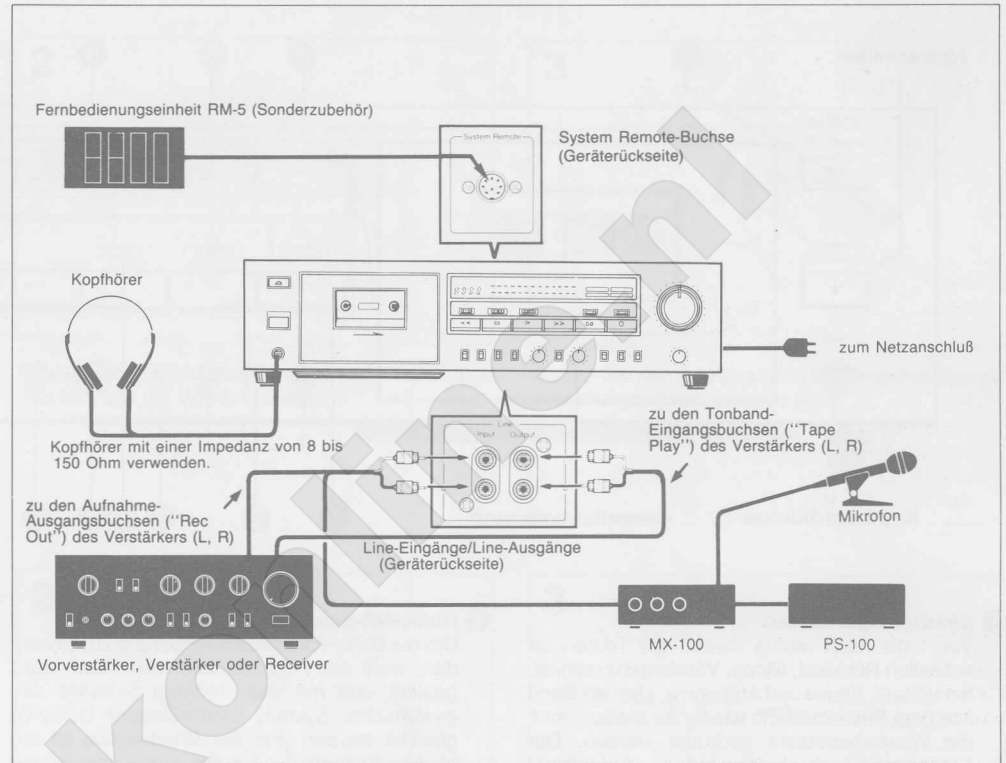 Fernbedienungseinheit RM-5 (Sonderzubehör)
System Remote
System Remote-Buchse
(Geräterückseite)
Kopfhörer
zum Netzanschluß
Kopfhörer mit einer Impedanz von 8 bis
150 Ohm verwenden.
Line
Input Output
zu den Tonband-
Eingangsbuchsen ("Tape
Play") des Verstärkers (L, R)
Mikrofon
zu den Aufnahme-
Ausgangsbuchsen ("Rec
Out") des Verstärkers (L, R)
Line-Eingänge/Line-Ausgänge
(Geräterückseite)
MX-100
PS-100
Vorverstärker, Verstärker oder Receiver